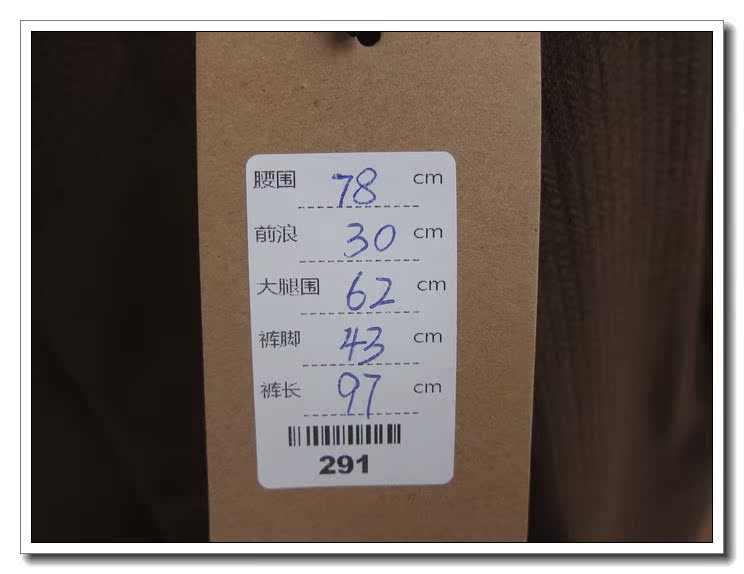 腰围 78 cm
前浪 30 cm
大腿围 62 cm
裤脚 43 cm
裤长 97 cm
291